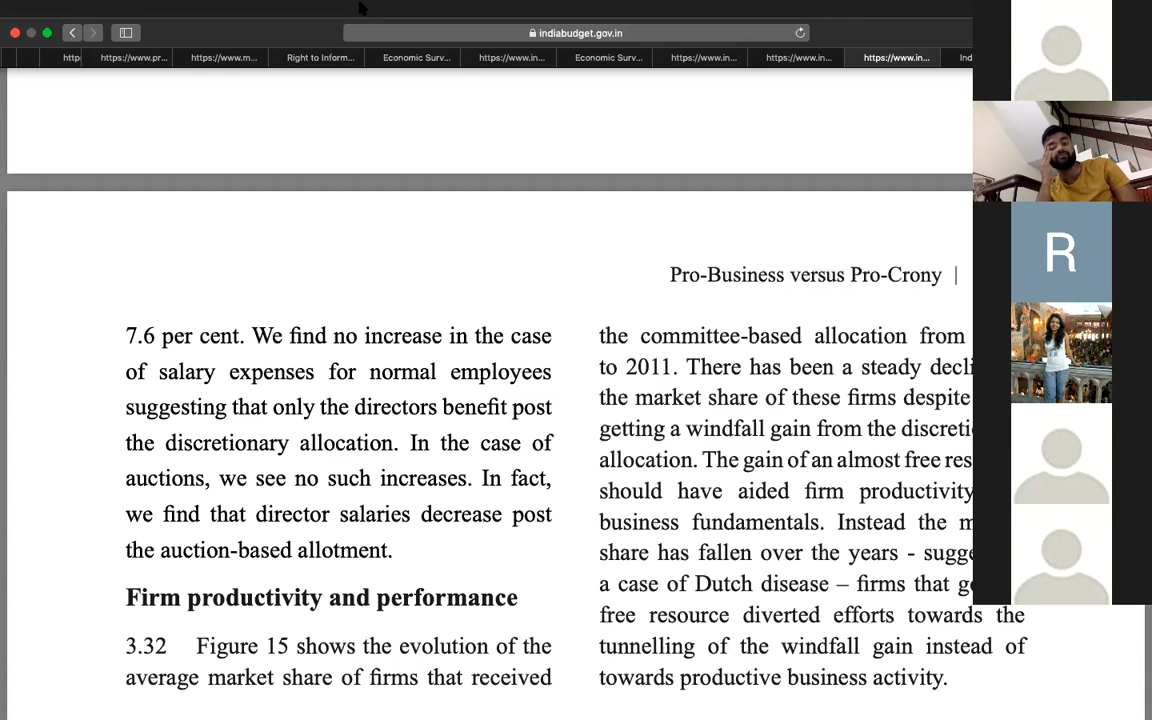 indiabudget.gov.in
http
https://www.pr...
https://www.m...
Right to Inform...
Economic Surv...
https://www.in...
Economic Surv...
https://www.in...
https://www.in...
https://www.in...
Ind
Pro-Business versus Pro-Crony |
7.6 per cent. We find no increase in the case
of salary expenses for normal employees
suggesting that only the directors benefit post
the discretionary allocation. In the case of
auctions, we see no such increases. In fact,
we find that director salaries decrease post
the auction-based allotment.
Firm productivity and performance
3.32 Figure 15 shows the evolution of the
average market share of firms that received
the committee-based allocation from
to 2011. There has been a steady decli
the market share of these firms despite
getting a windfall gain from the discreti
allocation. The gain of an almost free res
should have aided firm productivity
business fundamentals. Instead the m
share has fallen over the years - sugge
a case of Dutch disease – firms that g
free resource diverted efforts towards the
tunnelling of the windfall gain instead of
towards productive business activity.
R